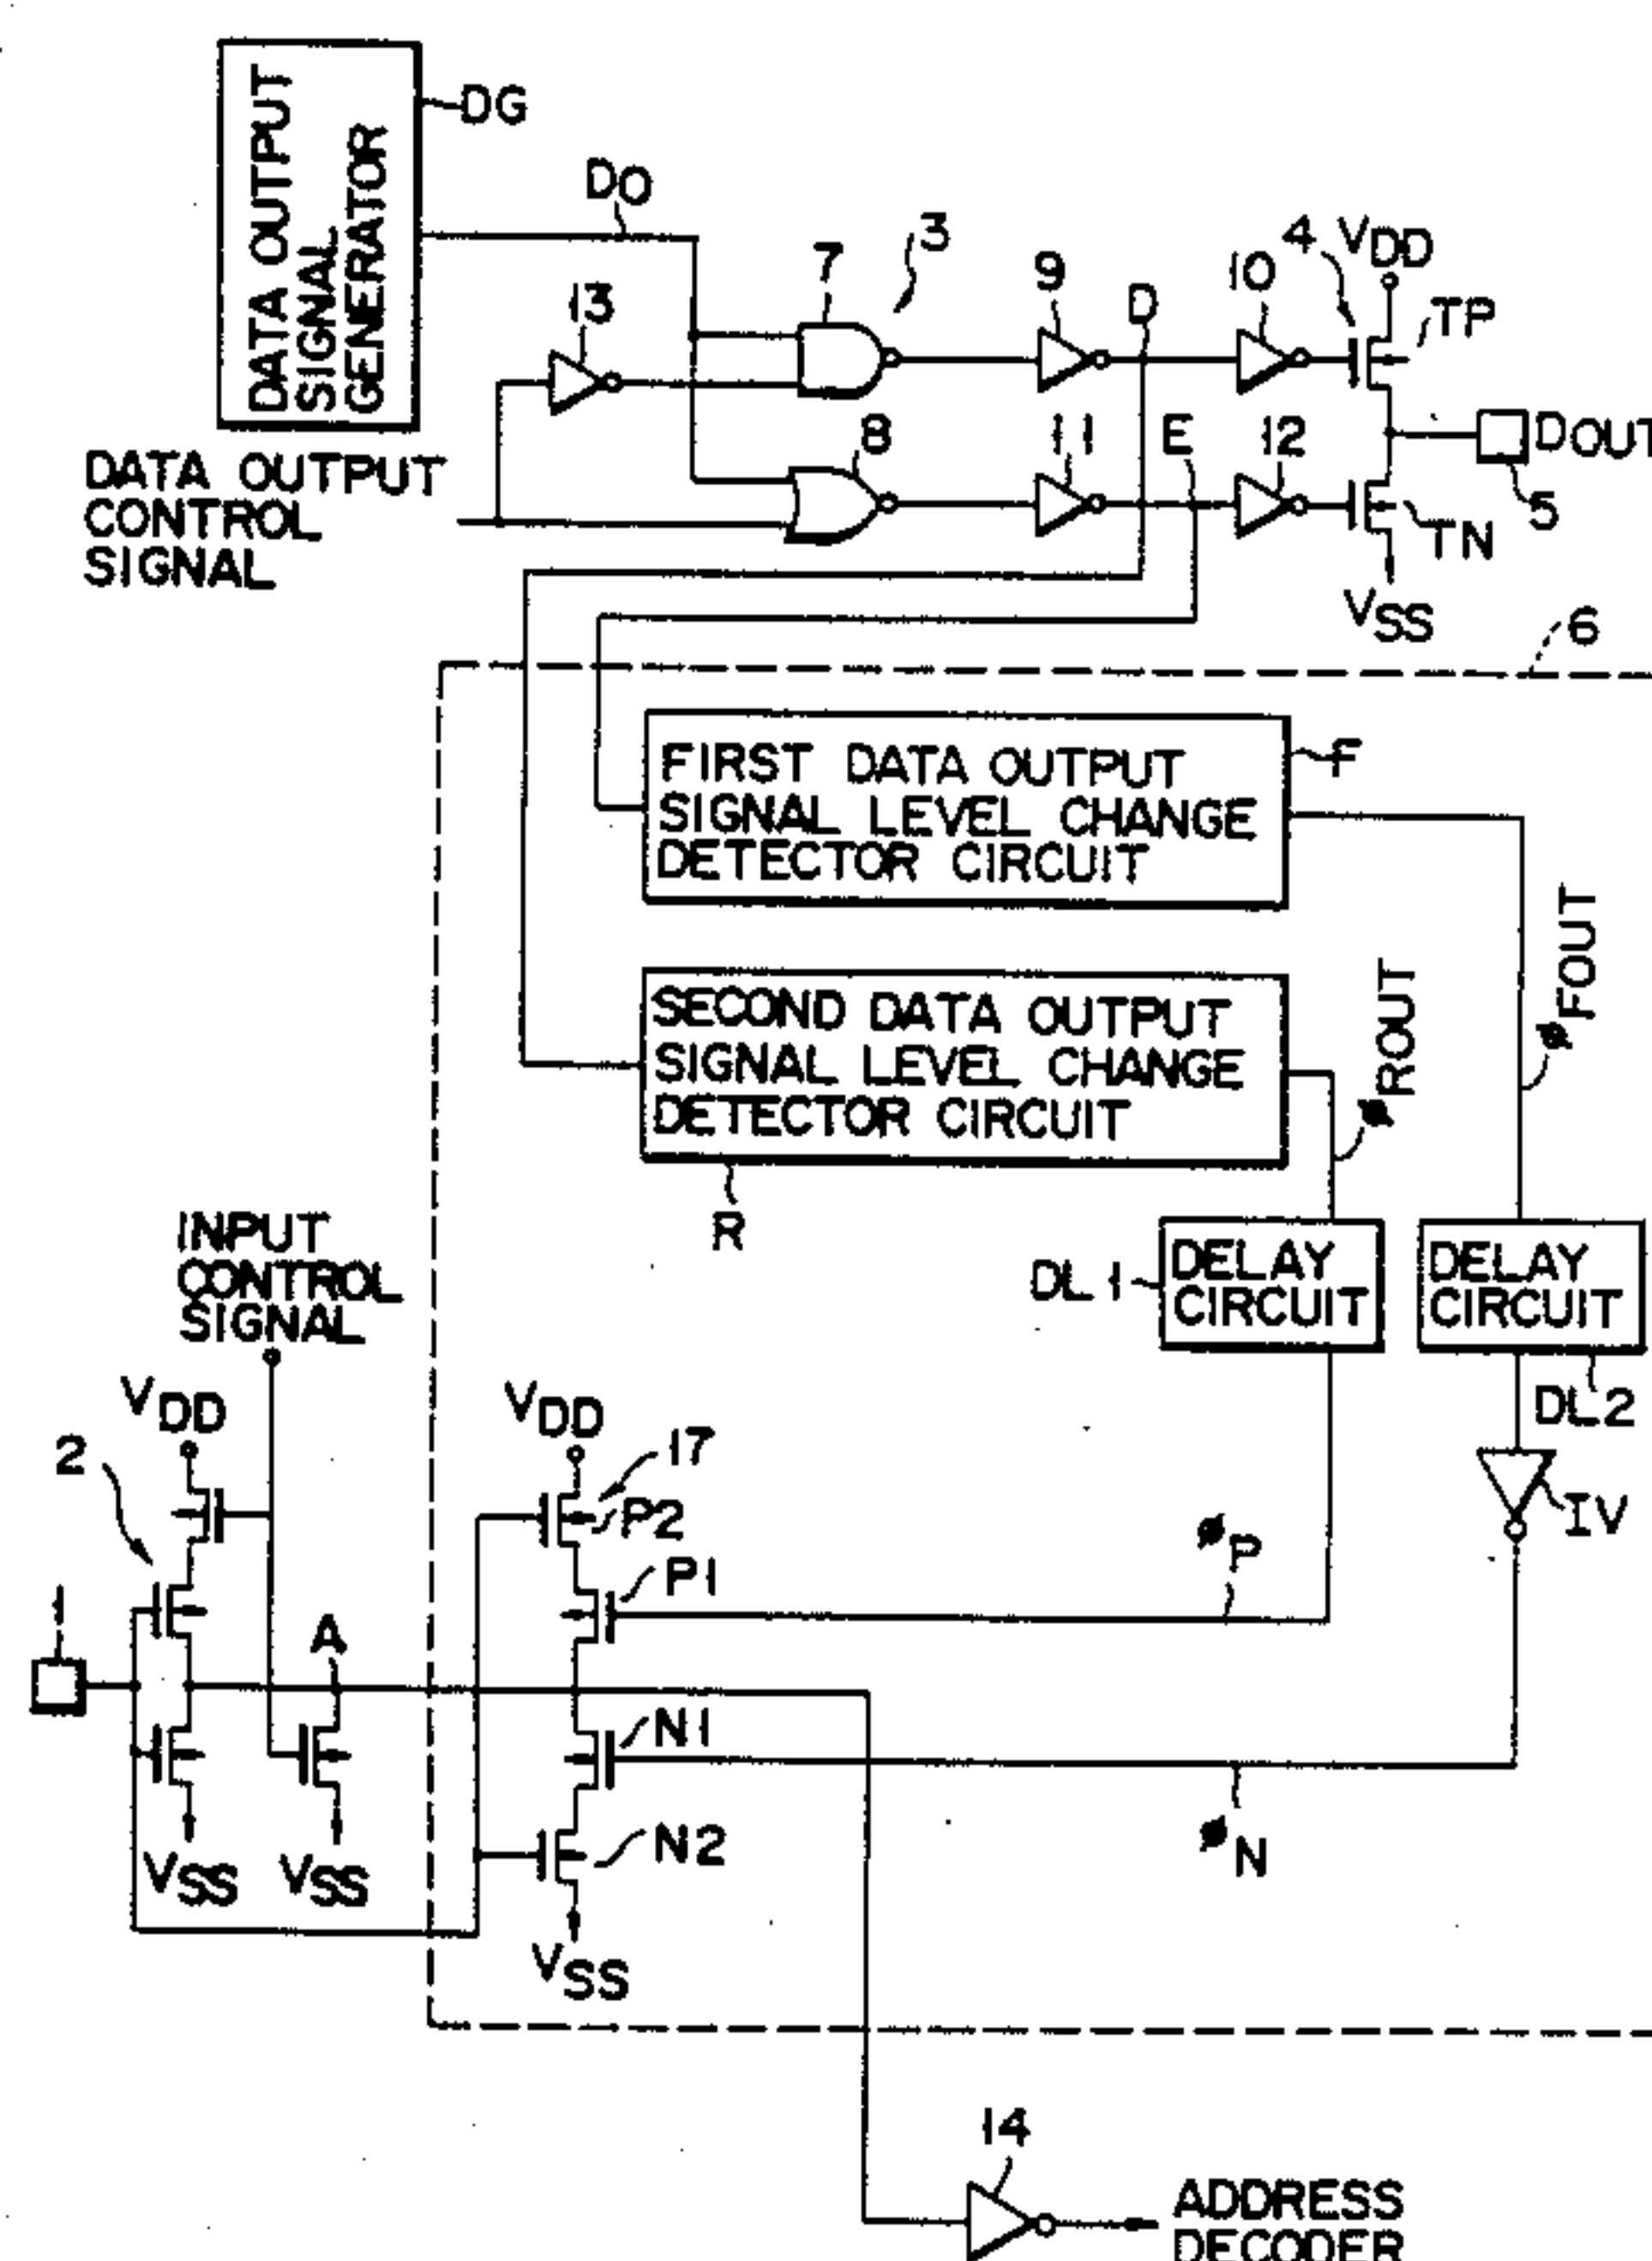 DATA OUTPUT
SIGNAL
GENERATOR
DG
DO
13
7
3
9
D
10
4
VDD
TP
DATA OUTPUT
CONTROL
SIGNAL
8
11
E
12
DOUT
5
TN
VSS
6
FIRST DATA OUTPUT
SIGNAL LEVEL CHANGE
DETECTOR CIRCUIT
F
SECOND DATA OUTPUT
SIGNAL LEVEL CHANGE
DETECTOR CIRCUIT
R
φROUT
φFOUT
INPUT
CONTROL
SIGNAL
DL1
DELAY
CIRCUIT
DELAY
CIRCUIT
DL2
VDD
2
VDD
17
P2
P1
φP
IV
1
A
N1
N2
φN
VSS
VSS
VSS
14
ADDRESS
DECODER